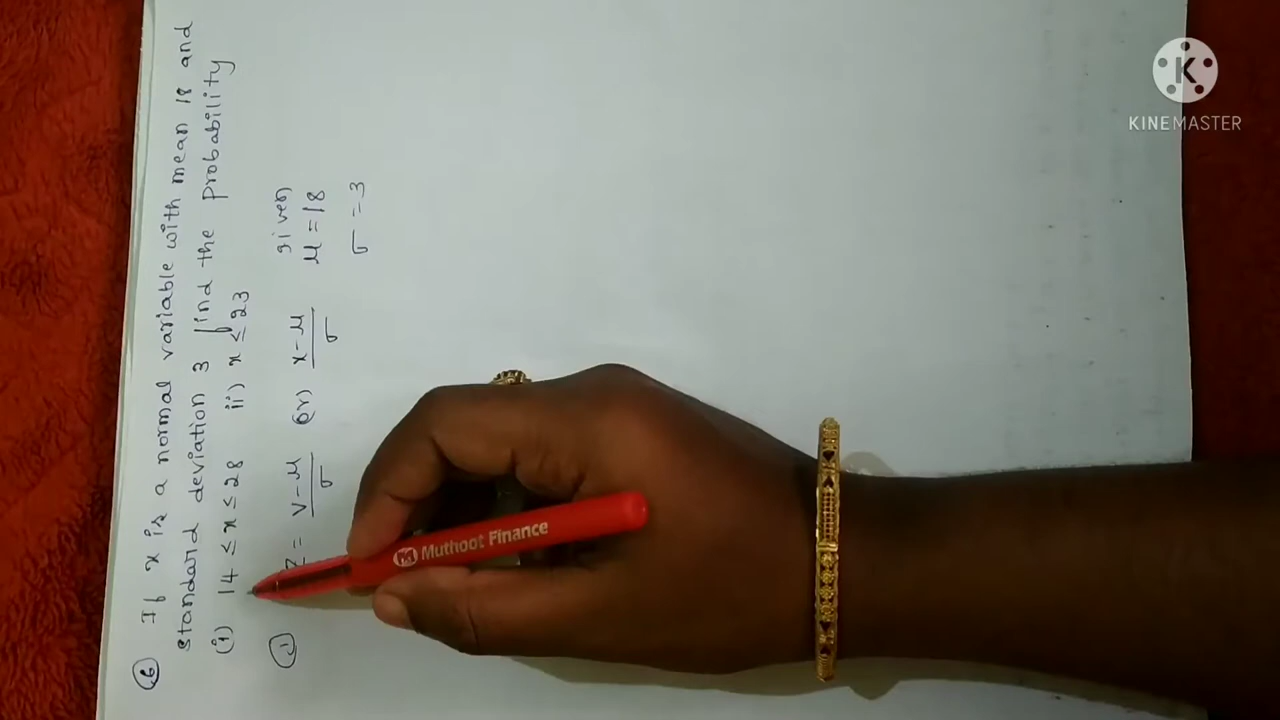 6 If x is a normal variable with mean 18 and
standard deviation 3 find the probability
(i) 14 ≤ x ≤ 28 ii) x ≤ 23
(1) Z = v-μ/σ (or) x-μ/σ given
μ = 18
σ = 3
Muthoot Finance
K
KINEMASTER